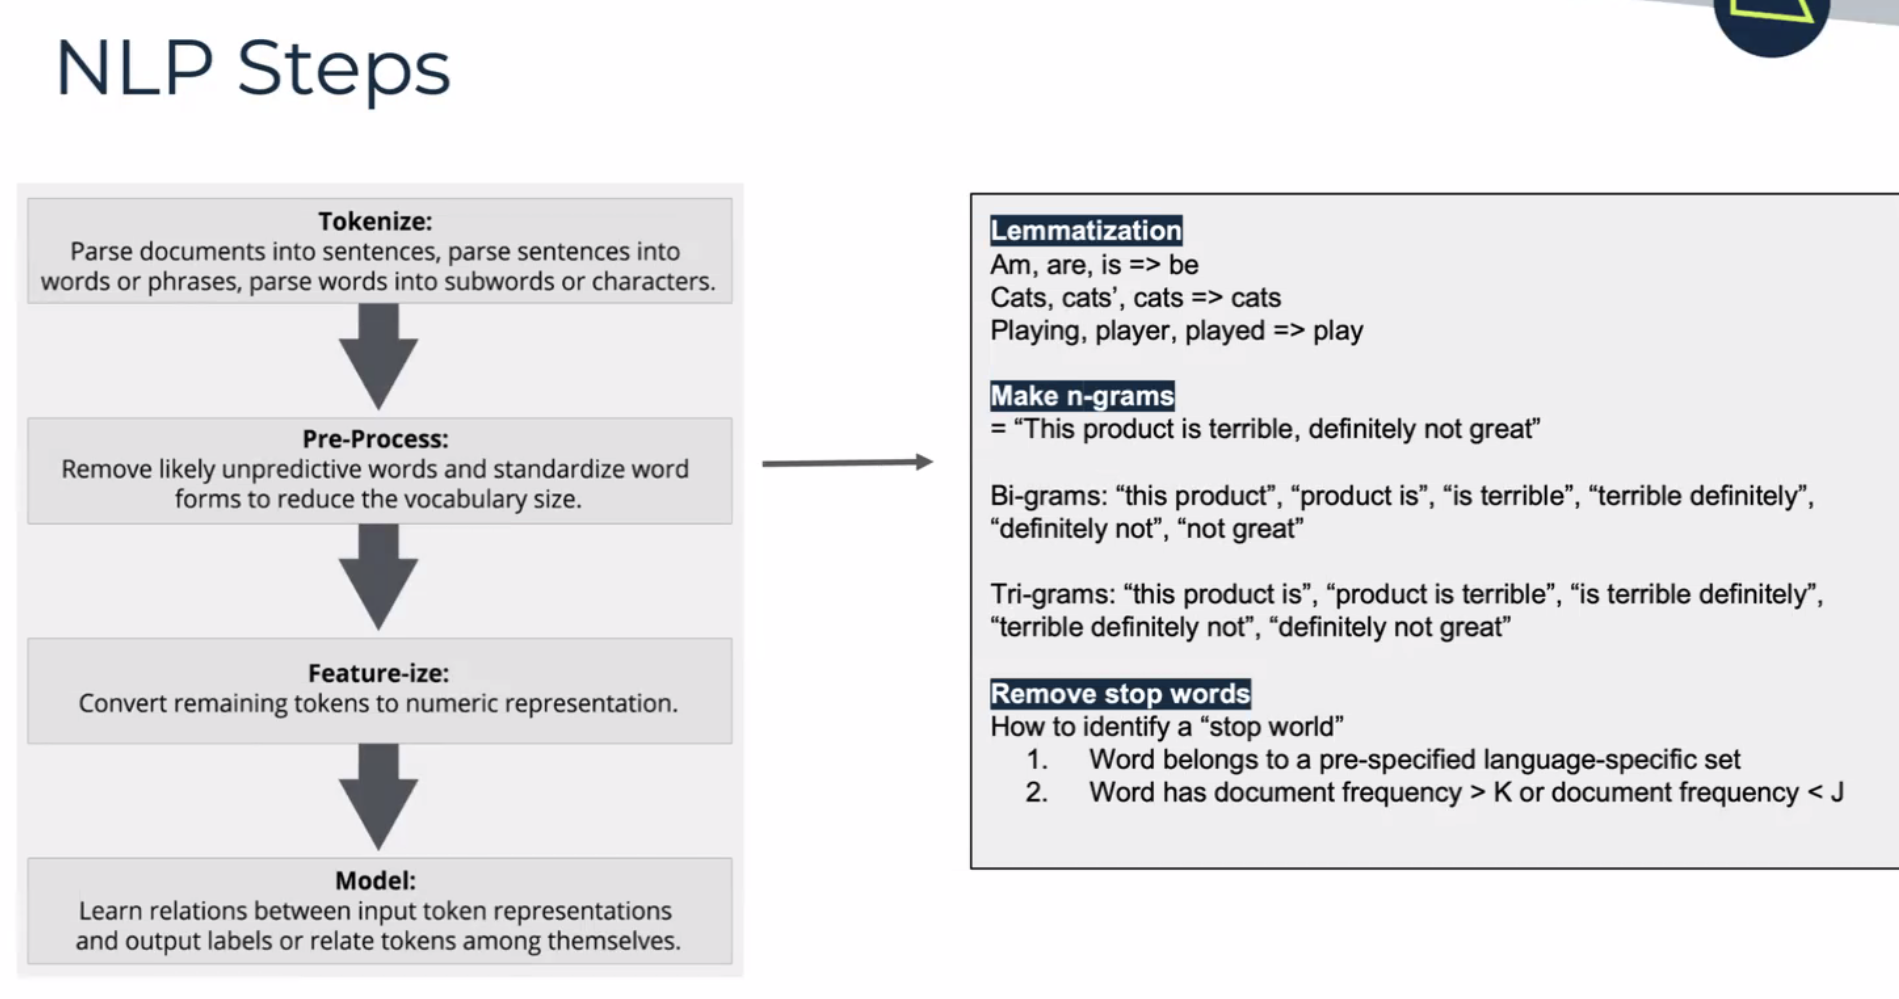 NLP Steps
Tokenize:
Parse documents into sentences, parse sentences into
words or phrases, parse words into subwords or characters.
Pre-Process:
Remove likely unpredictive words and standardize word
forms to reduce the vocabulary size.
Feature-ize:
Convert remaining tokens to numeric representation.
Model:
Learn relations between input token representations
and output labels or relate tokens among themselves.
Lemmatization
Am, are, is => be
Cats, cats’, cats => cats
Playing, player, played => play
Make n-grams
= “This product is terrible, definitely not great”
Bi-grams: “this product”, “product is”, “is terrible”, “terrible definitely”,
“definitely not”, “not great”
Tri-grams: “this product is”, “product is terrible”, “is terrible definitely”,
“terrible definitely not”, “definitely not great”
Remove stop words
How to identify a “stop world”
1. Word belongs to a pre-specified language-specific set
2. Word has document frequency > K or document frequency < J